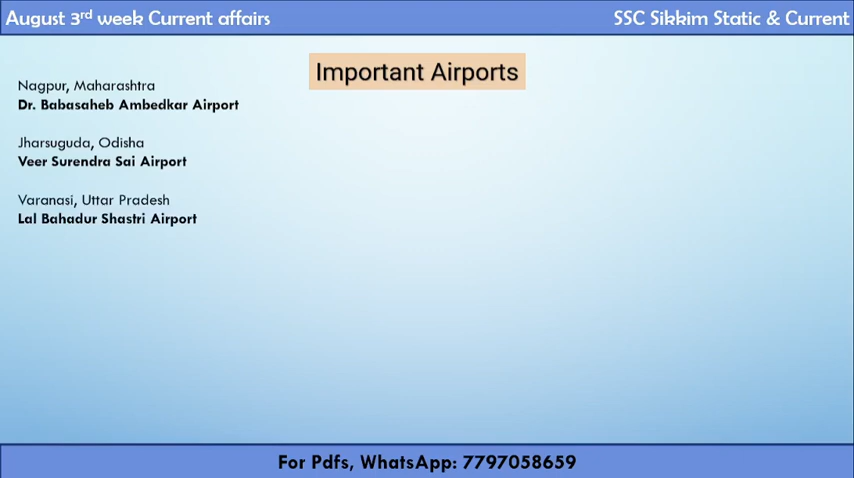 August 3rd week Current affairs
SSC Sikkim Static & Current
Important Airports
Nagpur, Maharashtra
Dr. Babasaheb Ambedkar Airport
Jharsuguda, Odisha
Veer Surendra Sai Airport
Varanasi, Uttar Pradesh
Lal Bahadur Shastri Airport
For Pdfs, WhatsApp: 7797058659